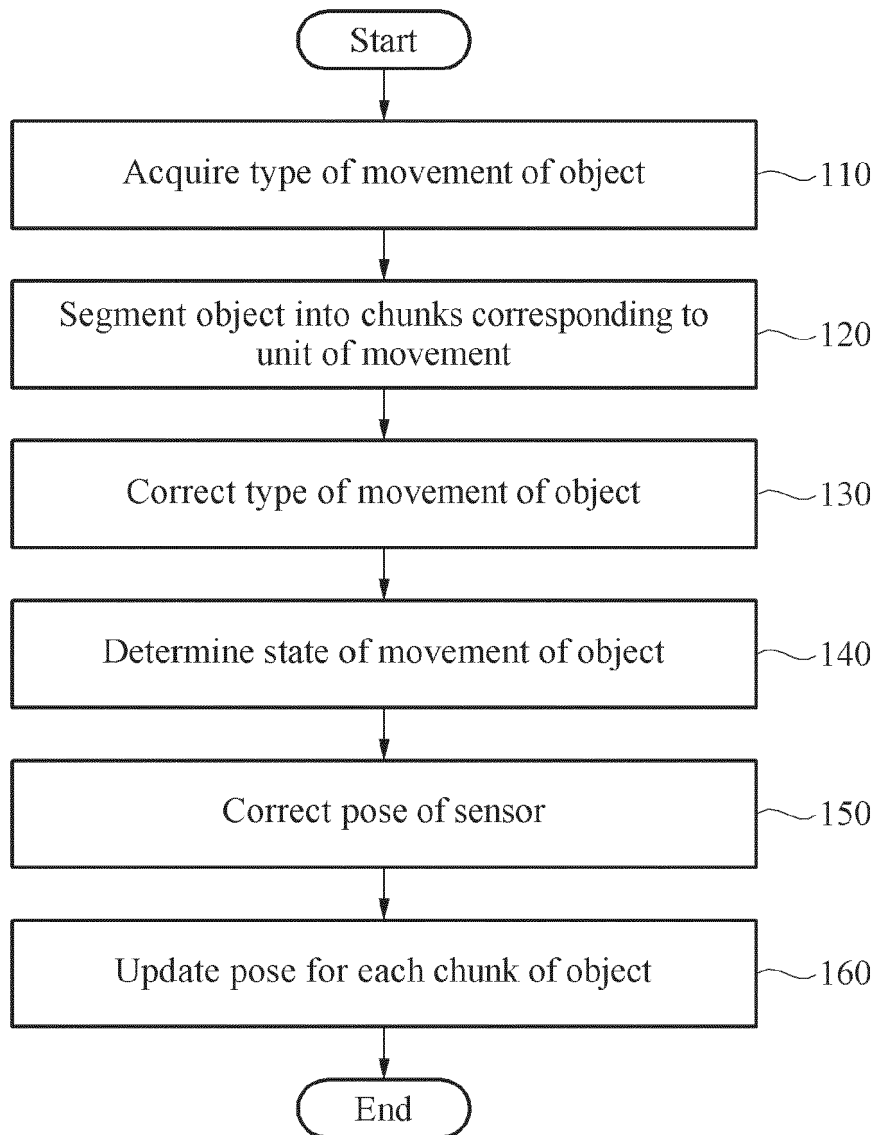 Start
Acquire type of movement of object
110
Segment object into chunks corresponding to
unit of movement
120
Correct type of movement of object
130
Determine state of movement of object
140
Correct pose of sensor
150
Update pose for each chunk of object
160
End